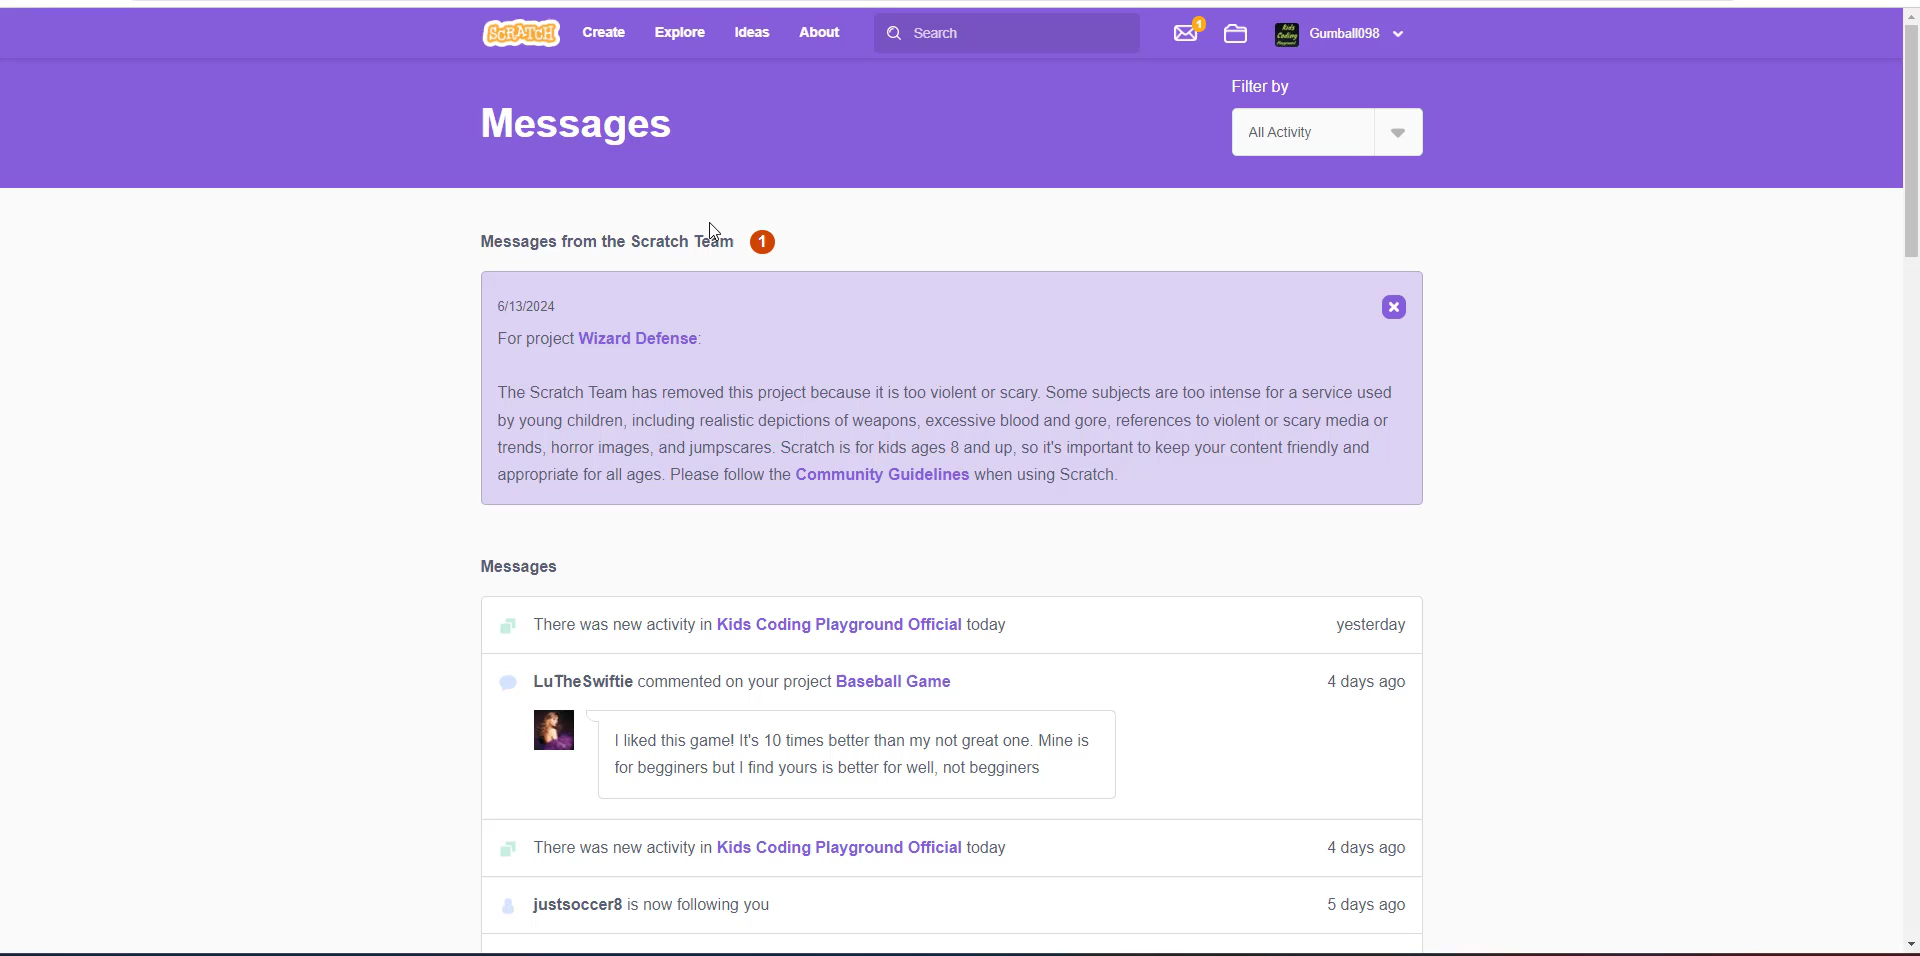 SCRATCH Create Explore Ideas About Search 1 Gumball098
Filter by
Messages
All Activity
Messages from the Scratch Team 1
6/13/2024
For project Wizard Defense:
The Scratch Team has removed this project because it is too violent or scary. Some subjects are too intense for a service used
by young children, including realistic depictions of weapons, excessive blood and gore, references to violent or scary media or
trends, horror images, and jumpscares. Scratch is for kids ages 8 and up, so it's important to keep your content friendly and
appropriate for all ages. Please follow the Community Guidelines when using Scratch.
Messages
There was new activity in Kids Coding Playground Official today yesterday
LuTheSwiftie commented on your project Baseball Game 4 days ago
I liked this game! It's 10 times better than my not great one. Mine is
for begginers but I find yours is better for well, not begginers
There was new activity in Kids Coding Playground Official today 4 days ago
justsoccer8 is now following you 5 days ago